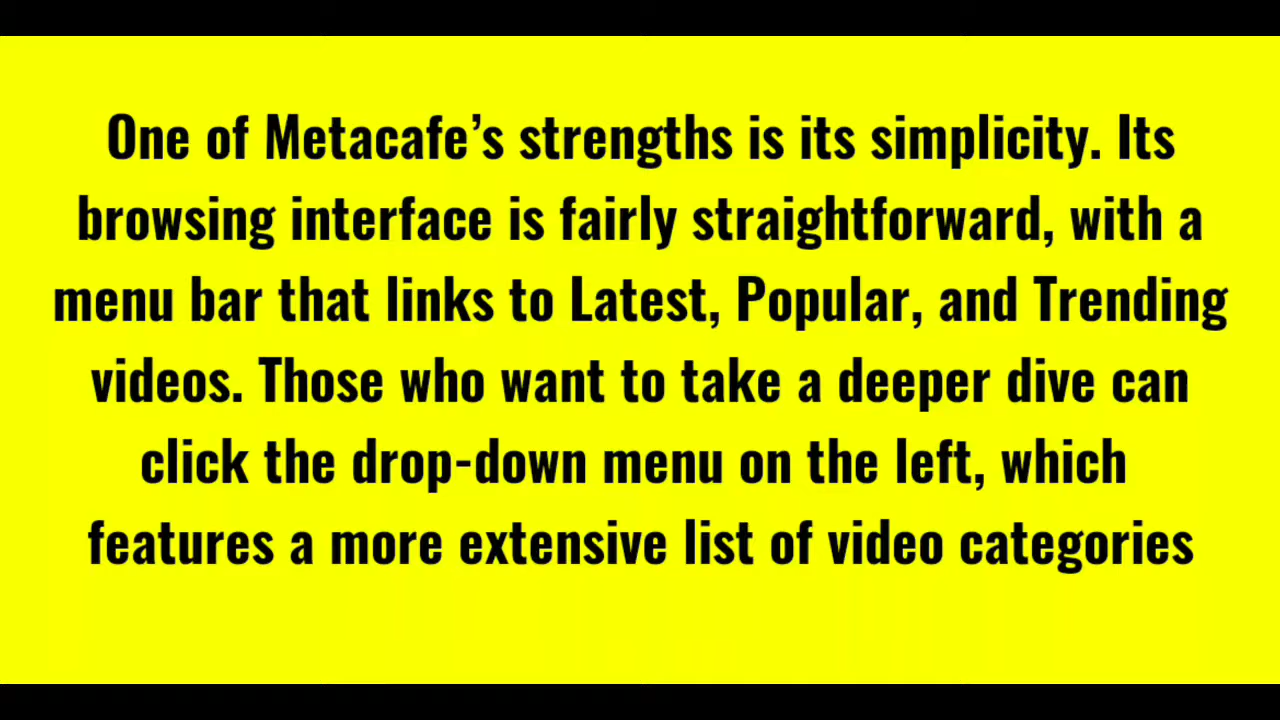 One of Metacafe’s strengths is its simplicity. Its
browsing interface is fairly straightforward, with a
menu bar that links to Latest, Popular, and Trending
videos. Those who want to take a deeper dive can
click the drop-down menu on the left, which
features a more extensive list of video categories